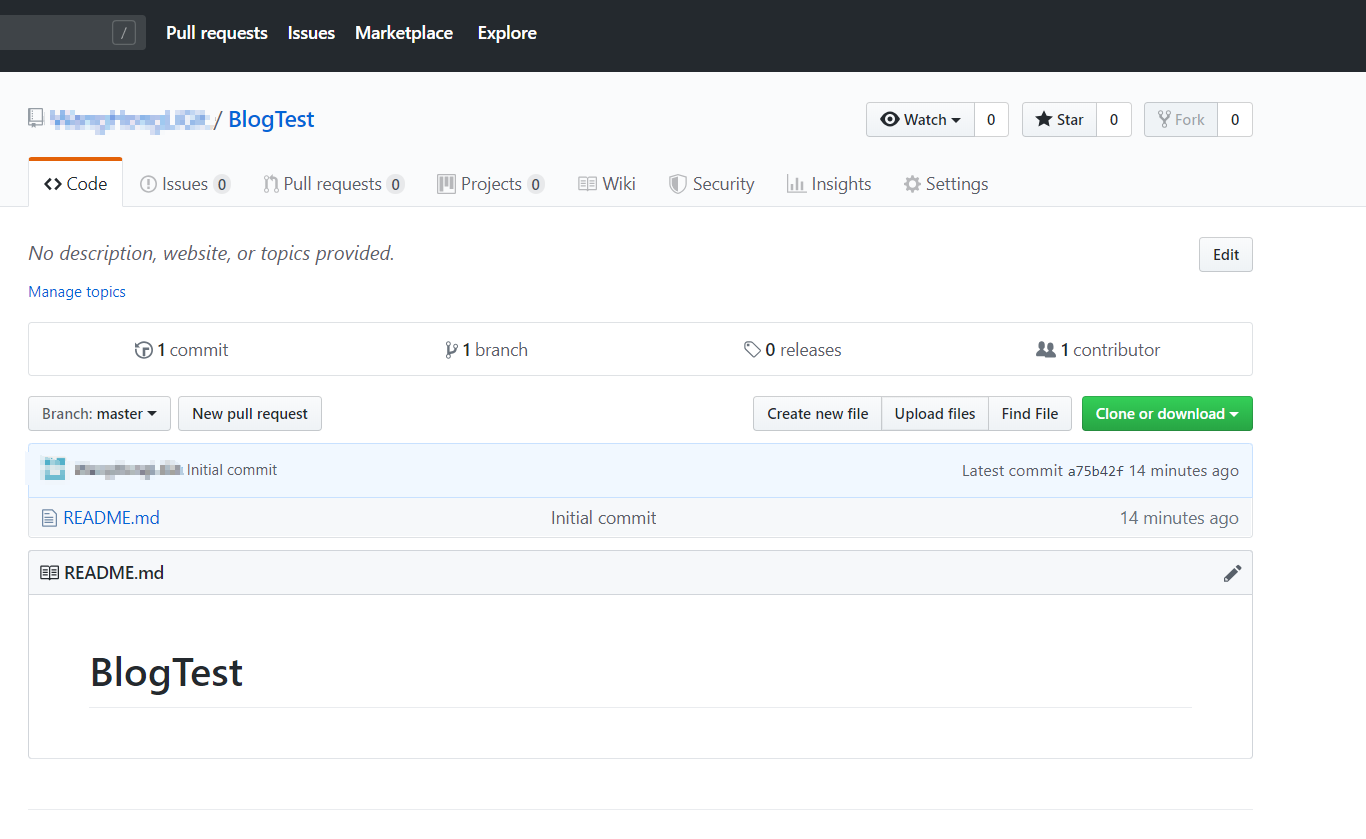 / Pull requests Issues Marketplace Explore
/ BlogTest
Watch 0 Star 0 Fork 0
Code Issues 0 Pull requests 0 Projects 0 Wiki Security Insights Settings
No description, website, or topics provided.
Edit
Manage topics
1 commit 1 branch 0 releases 1 contributor
Branch: master New pull request Create new file Upload files Find File Clone or download
Initial commit Latest commit a75b42f 14 minutes ago
README.md Initial commit 14 minutes ago
README.md
BlogTest